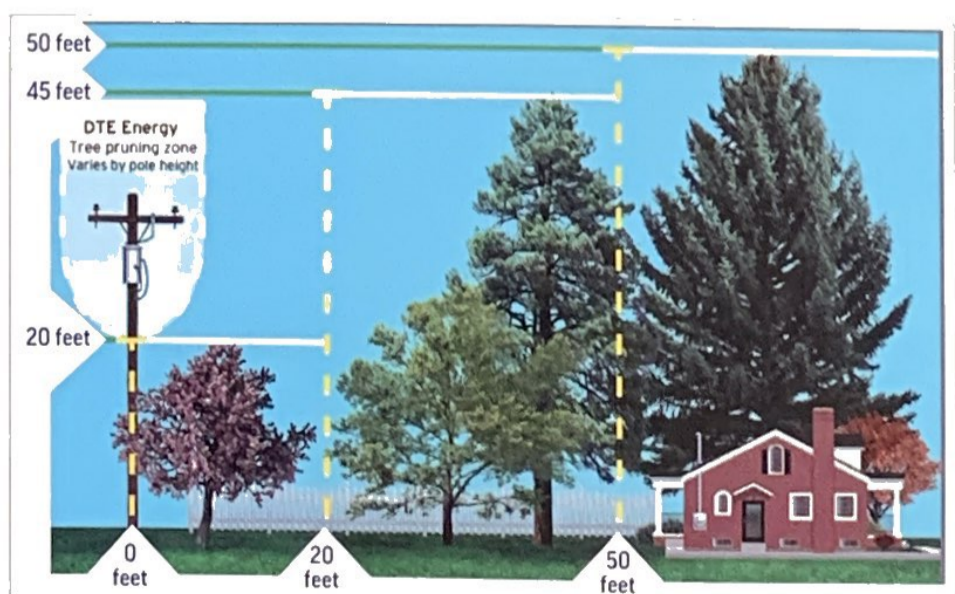 50 feet
45 feet
DTE Energy
Tree pruning zone
Varies by pole height
20 feet
0
feet
20
feet
50
feet